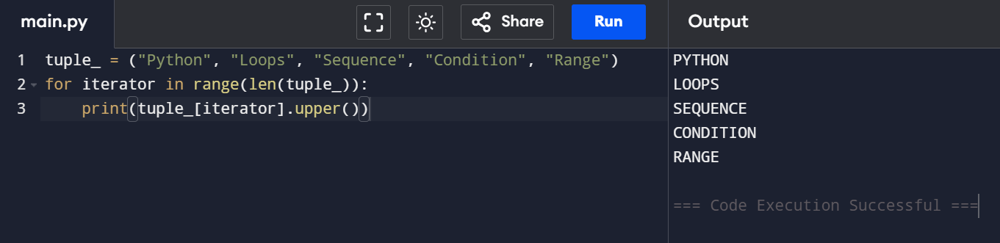 main.py
Share
Run
Output
1 tuple_ = ("Python", "Loops", "Sequence", "Condition", "Range")
2 for iterator in range(len(tuple_)):
3     print(tuple_[iterator].upper())
PYTHON
LOOPS
SEQUENCE
CONDITION
RANGE
=== Code Execution Successful ===